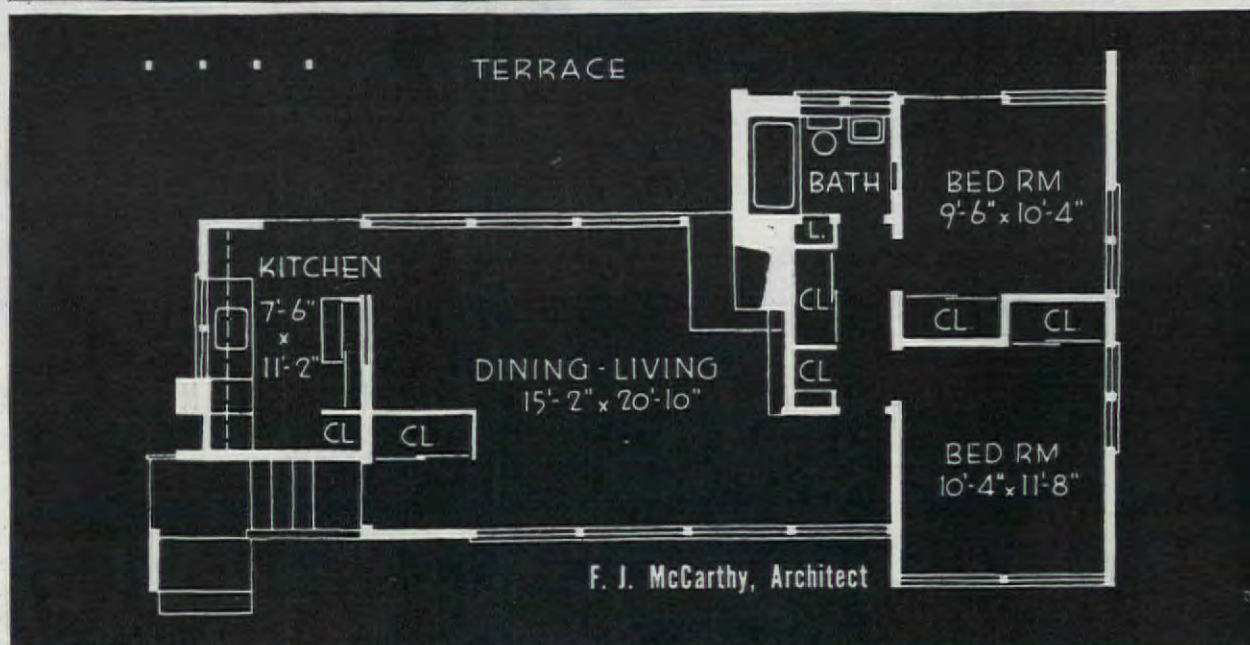 TERRACE
BATH
BED RM
9'-6" x 10'-4"
L.
KITCHEN
7'-6"
x
11'-2"
CL
CL
CL
DINING - LIVING
15'-2" x 20'-10"
CL
CL
CL
BED RM
10'-4" x 11'-8"
F. J. McCarthy, Architect